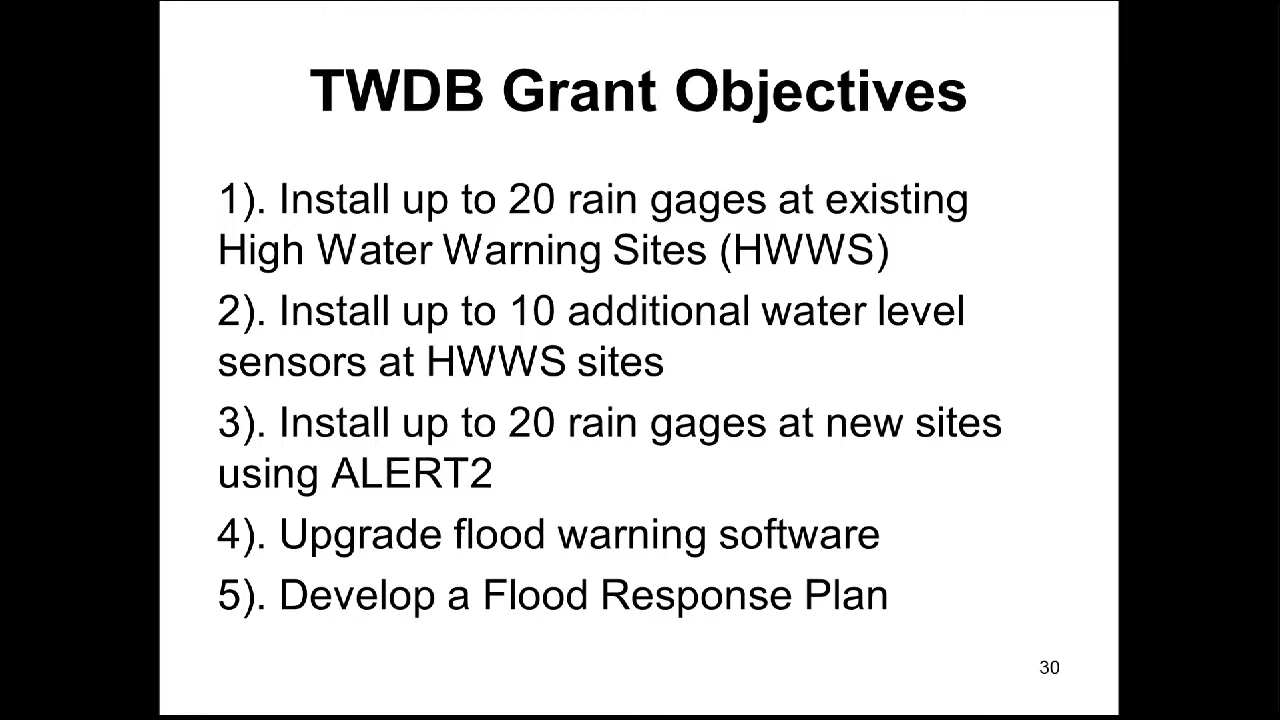 TWDB Grant Objectives
1). Install up to 20 rain gages at existing
High Water Warning Sites (HWWS)
2). Install up to 10 additional water level
sensors at HWWS sites
3). Install up to 20 rain gages at new sites
using ALERT2
4). Upgrade flood warning software
5). Develop a Flood Response Plan
30